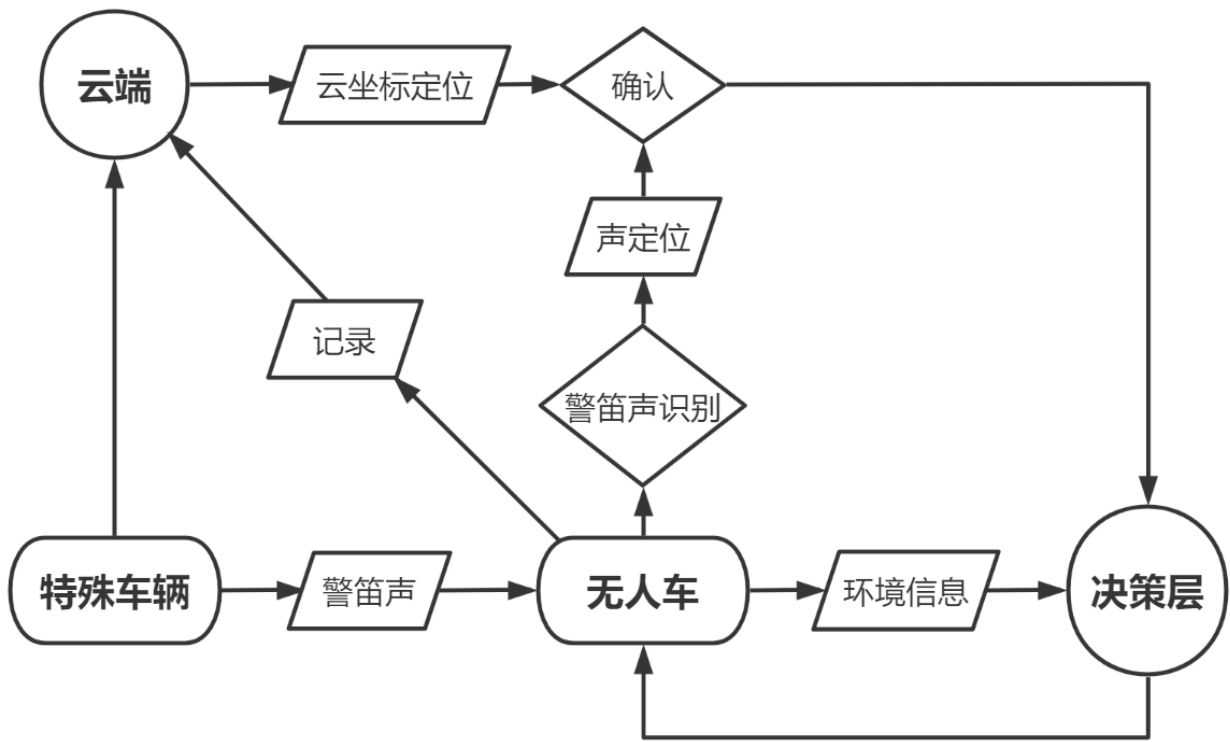 云端
云坐标定位
确认
声定位
记录
警笛声识别
特殊车辆
警笛声
无人车
环境信息
决策层